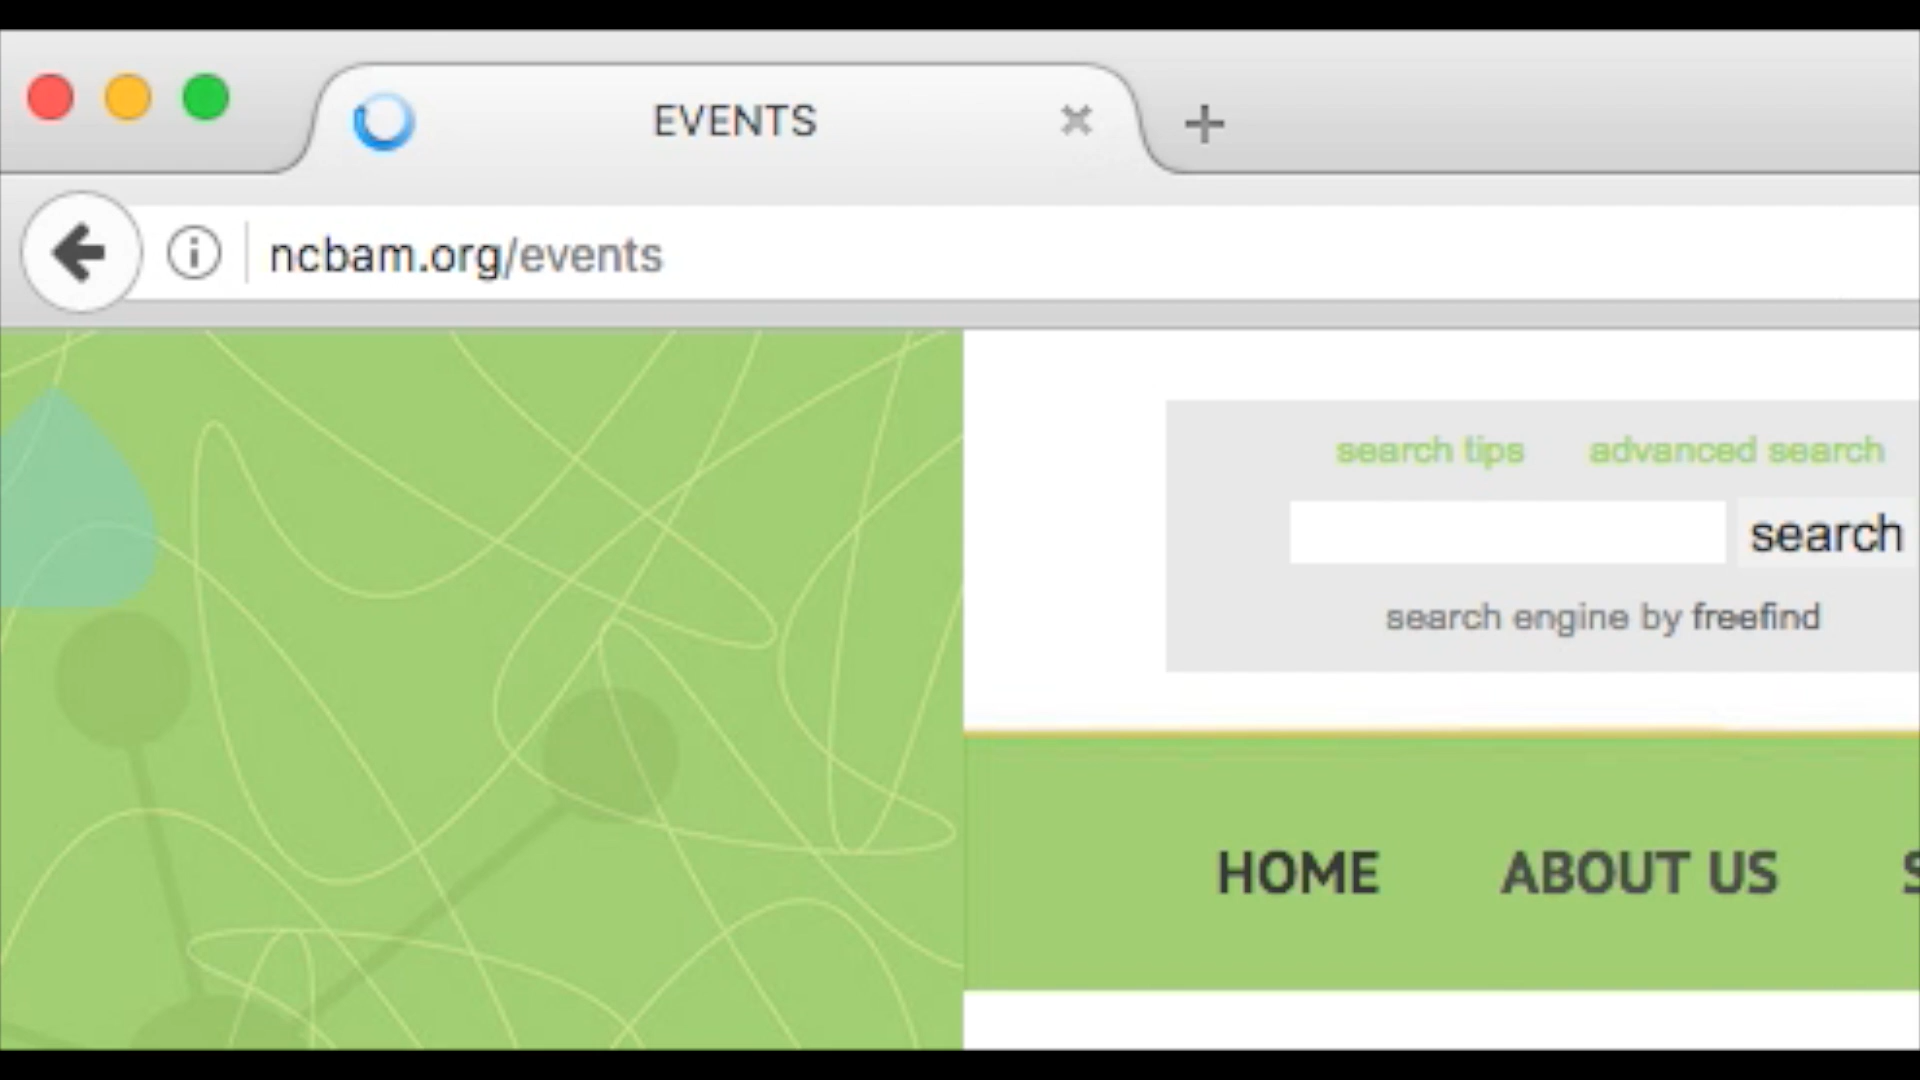 EVENTS
ncbam.org/events
search tips advanced search
search
search engine by freefind
HOME ABOUT US S